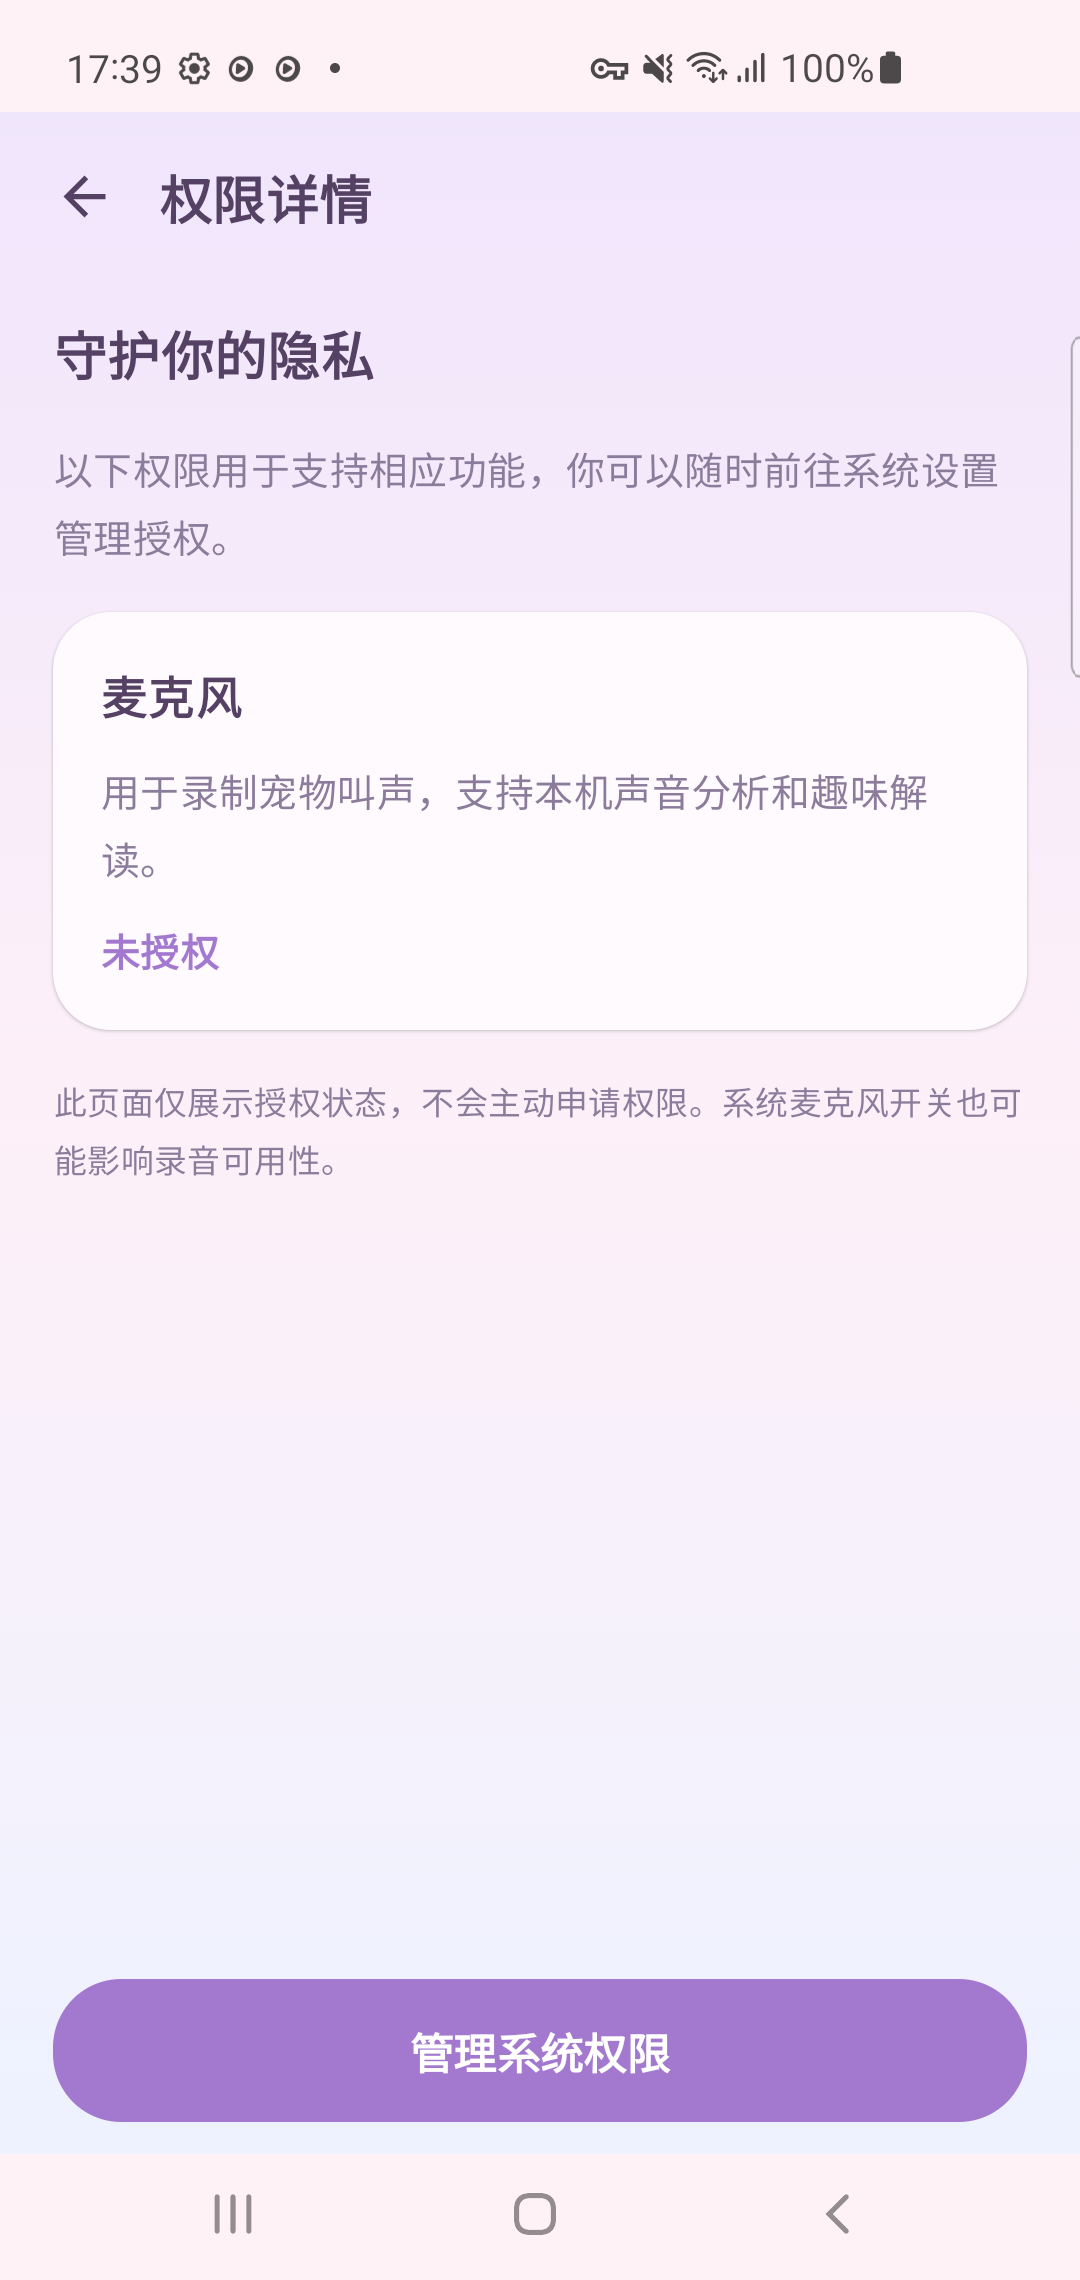 17:39
100%
权限详情
守护你的隐私
以下权限用于支持相应功能，你可以随时前往系统设置
管理授权。
麦克风
用于录制宠物叫声，支持本机声音分析和趣味解
读。
未授权
此页面仅展示授权状态，不会主动申请权限。系统麦克风开关也可
能影响录音可用性。
管理系统权限